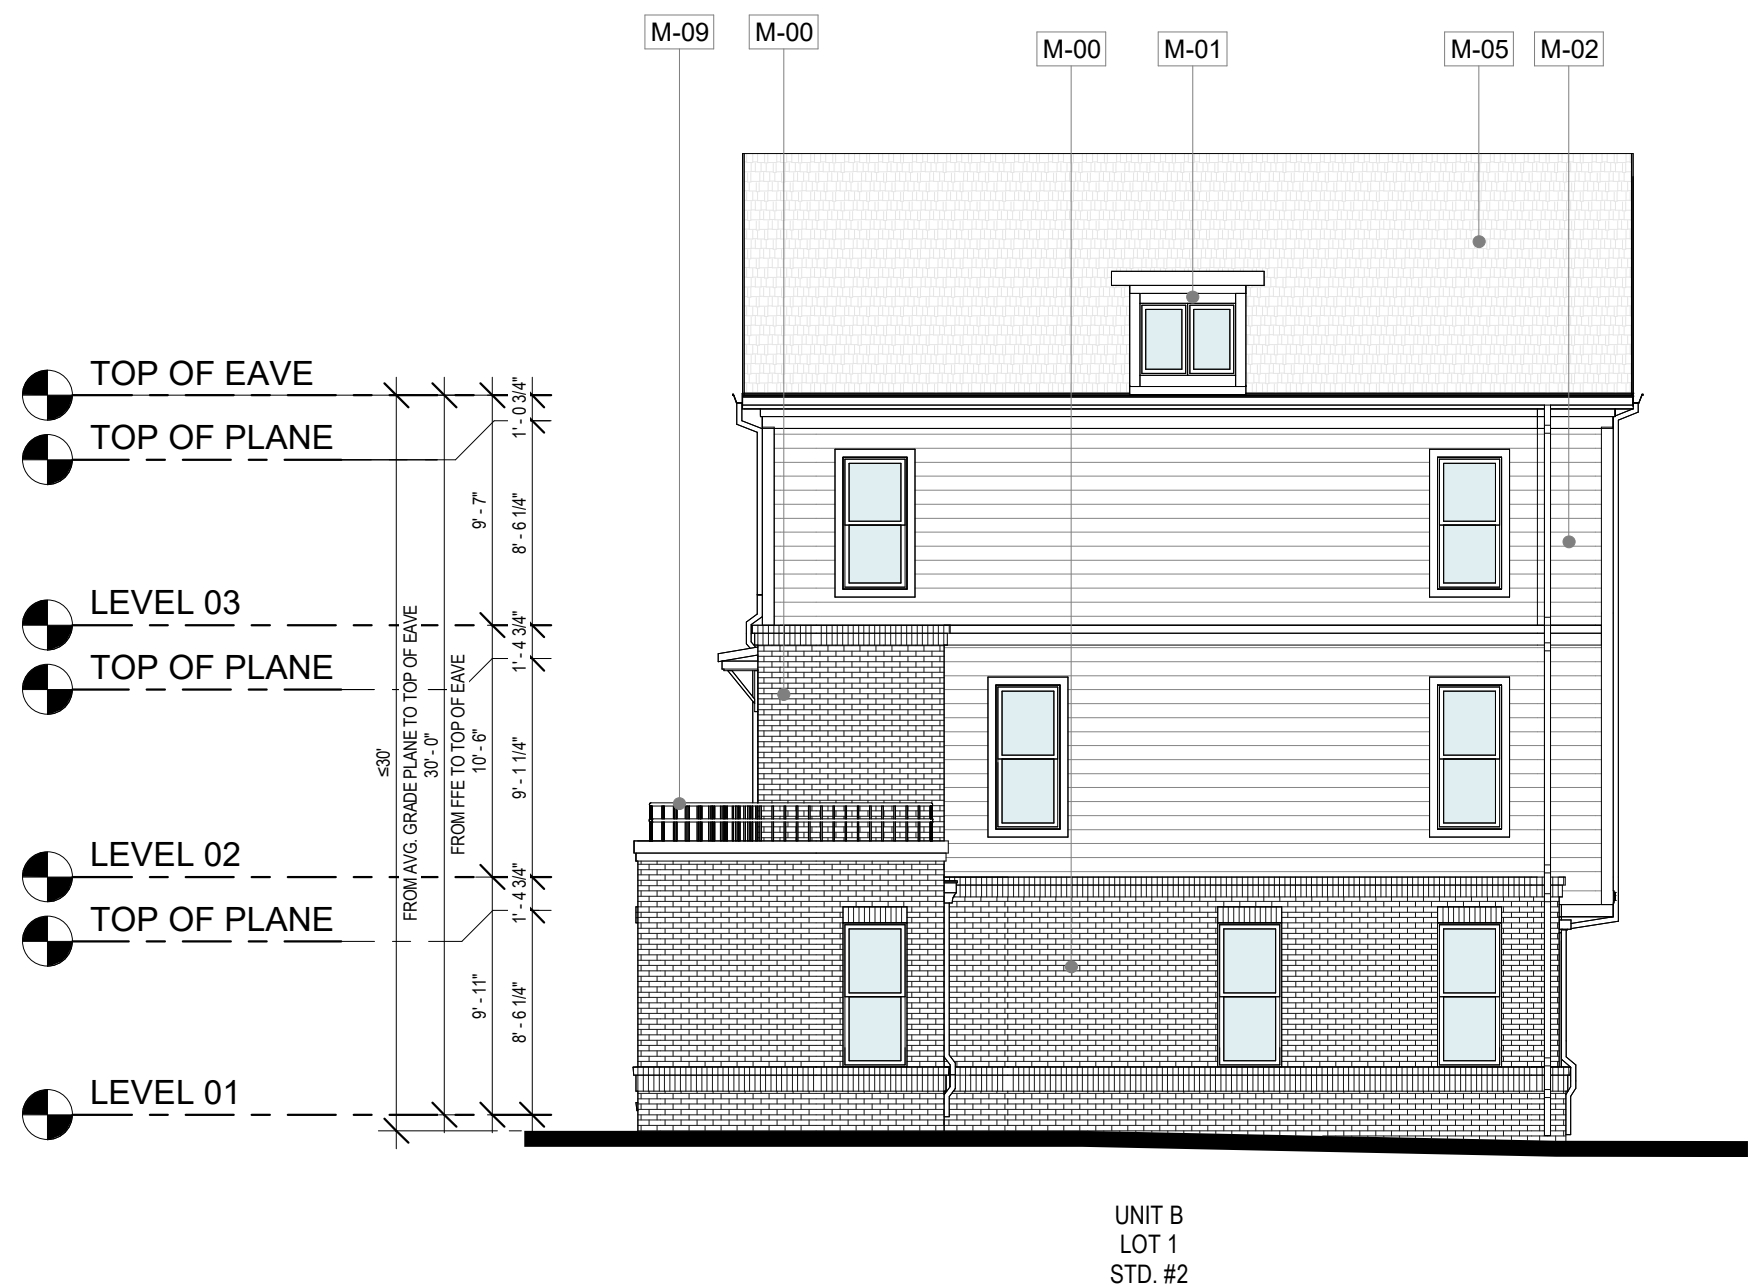 M-09
M-00
M-00
M-01
M-05
M-02
TOP OF EAVE
TOP OF PLANE
LEVEL 03
TOP OF PLANE
LEVEL 02
TOP OF PLANE
LEVEL 01
≤30'
FROM AVG. GRADE PLANE TO TOP OF EAVE
30' - 0"
FROM FFE TO TOP OF EAVE
9' - 7"
10' - 6"
9' - 11"
1' - 0 3/4"
8' - 6 1/4"
1' - 4 3/4"
9' - 1 1/4"
1' - 4 3/4"
8' - 6 1/4"
UNIT B
LOT 1
STD. #2